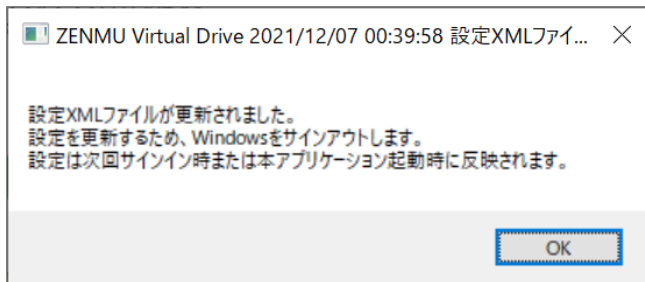 ZENMU Virtual Drive 2021/12/07 00:39:58 設定XMLファイ...
設定XMLファイルが更新されました。
設定を更新するため、Windowsをサインアウトします。
設定は次回サインイン時または本アプリケーション起動時に反映されます。
OK